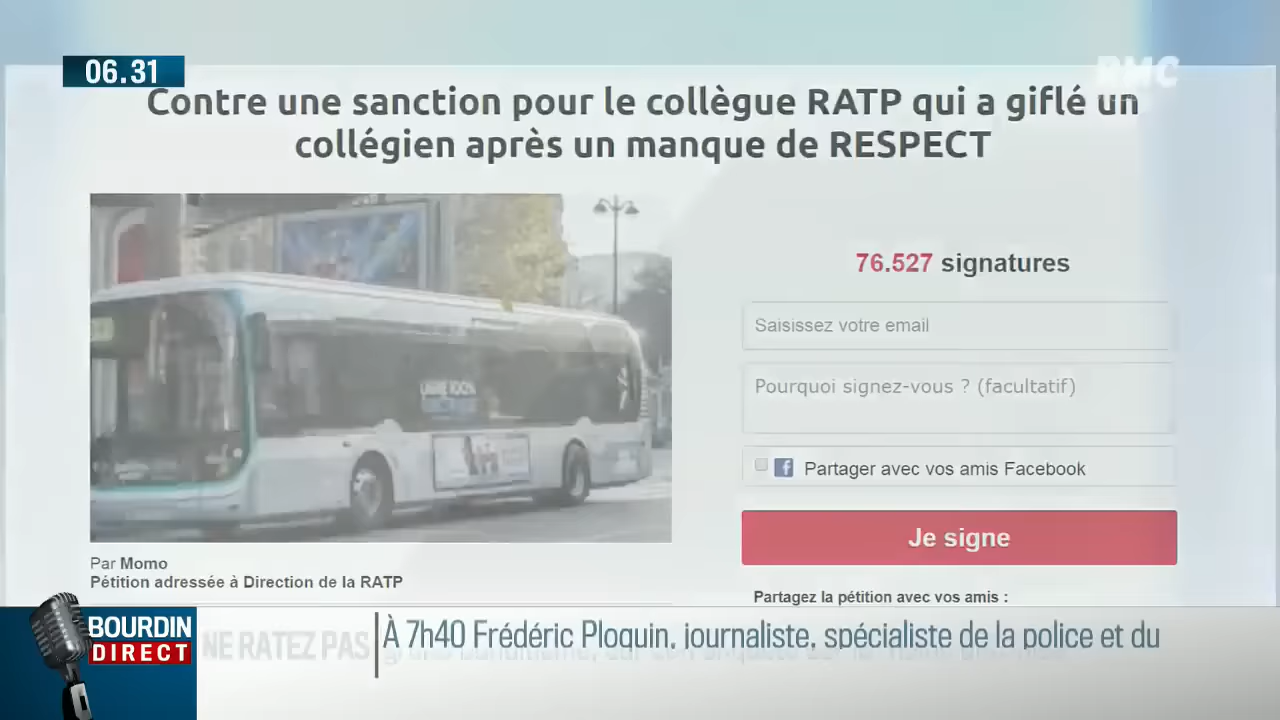 06.31
RMC
Contre une sanction pour le collègue RATP qui a giflé un
collégien après un manque de RESPECT
76.527 signatures
Saisissez votre email
Pourquoi signez-vous ? (facultatif)
Partager avec vos amis Facebook
Je signe
Par Momo
Pétition adressée à Direction de la RATP
Partagez la pétition avec vos amis :
BOURDIN
DIRECT
NE RATEZ PAS
À 7h40 Frédéric Ploquin, journaliste, spécialiste de la police et du